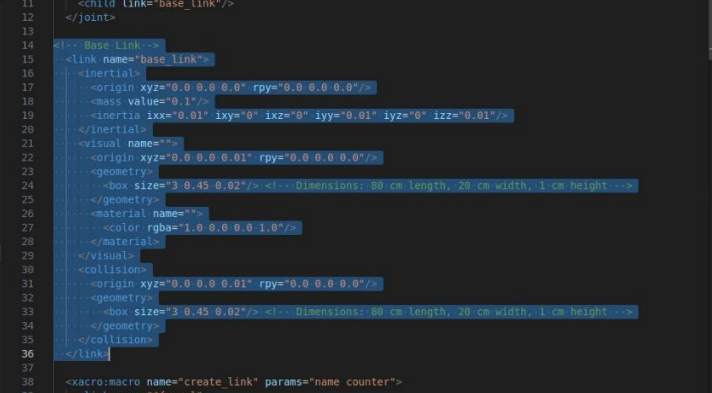 11 <child link="base_link"/>
12 </joint>
13
14 <!-- Base Link-->
15 <link name="base_link">
16 <inertial>
17 <origin xyz="0.0 0.0 0.0" rpy="0.0 0.0 0.0"/>
18 <mass value="0.1"/>
19 <inertia ixx="0.01" ixy="0" ixz="0" iyy="0.01" iyz="0" izz="0.01"/>
20 </inertial>
21 <visual name="">
22 <origin xyz="0.0 0.0 0.01" rpy="0.0 0.0 0.0"/>
23 <geometry>
24 <box size="3 0.45 0.02"/> <!-- Dimensions: 80 cm length, 20 cm width, 1 cm height -->
25 </geometry>
26 <material name="">
27 <color rgba="1.0 0.0 0.0 1.0"/>
28 </material>
29 </visual>
30 <collision>
31 <origin xyz="0.0 0.0 0.01" rpy="0.0 0.0 0.0"/>
32 <geometry>
33 <box size="3 0.45 0.02"/> <!-- Dimensions: 80 cm length, 20 cm width, 1 cm height -->
34 </geometry>
35 </collision>
36 </link>
37
38 <xacro:macro name="create_link" params="name counter">